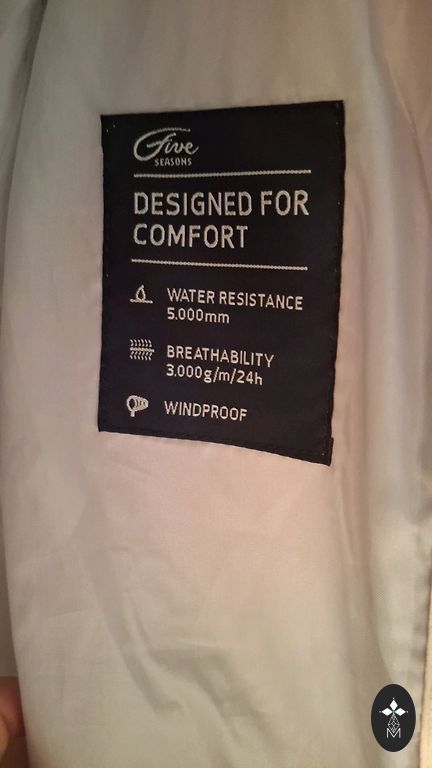 Five
SEASONS
DESIGNED FOR
COMFORT
WATER RESISTANCE
5.000mm
BREATHABILITY
3.000g/m/24h
WINDPROOF
M